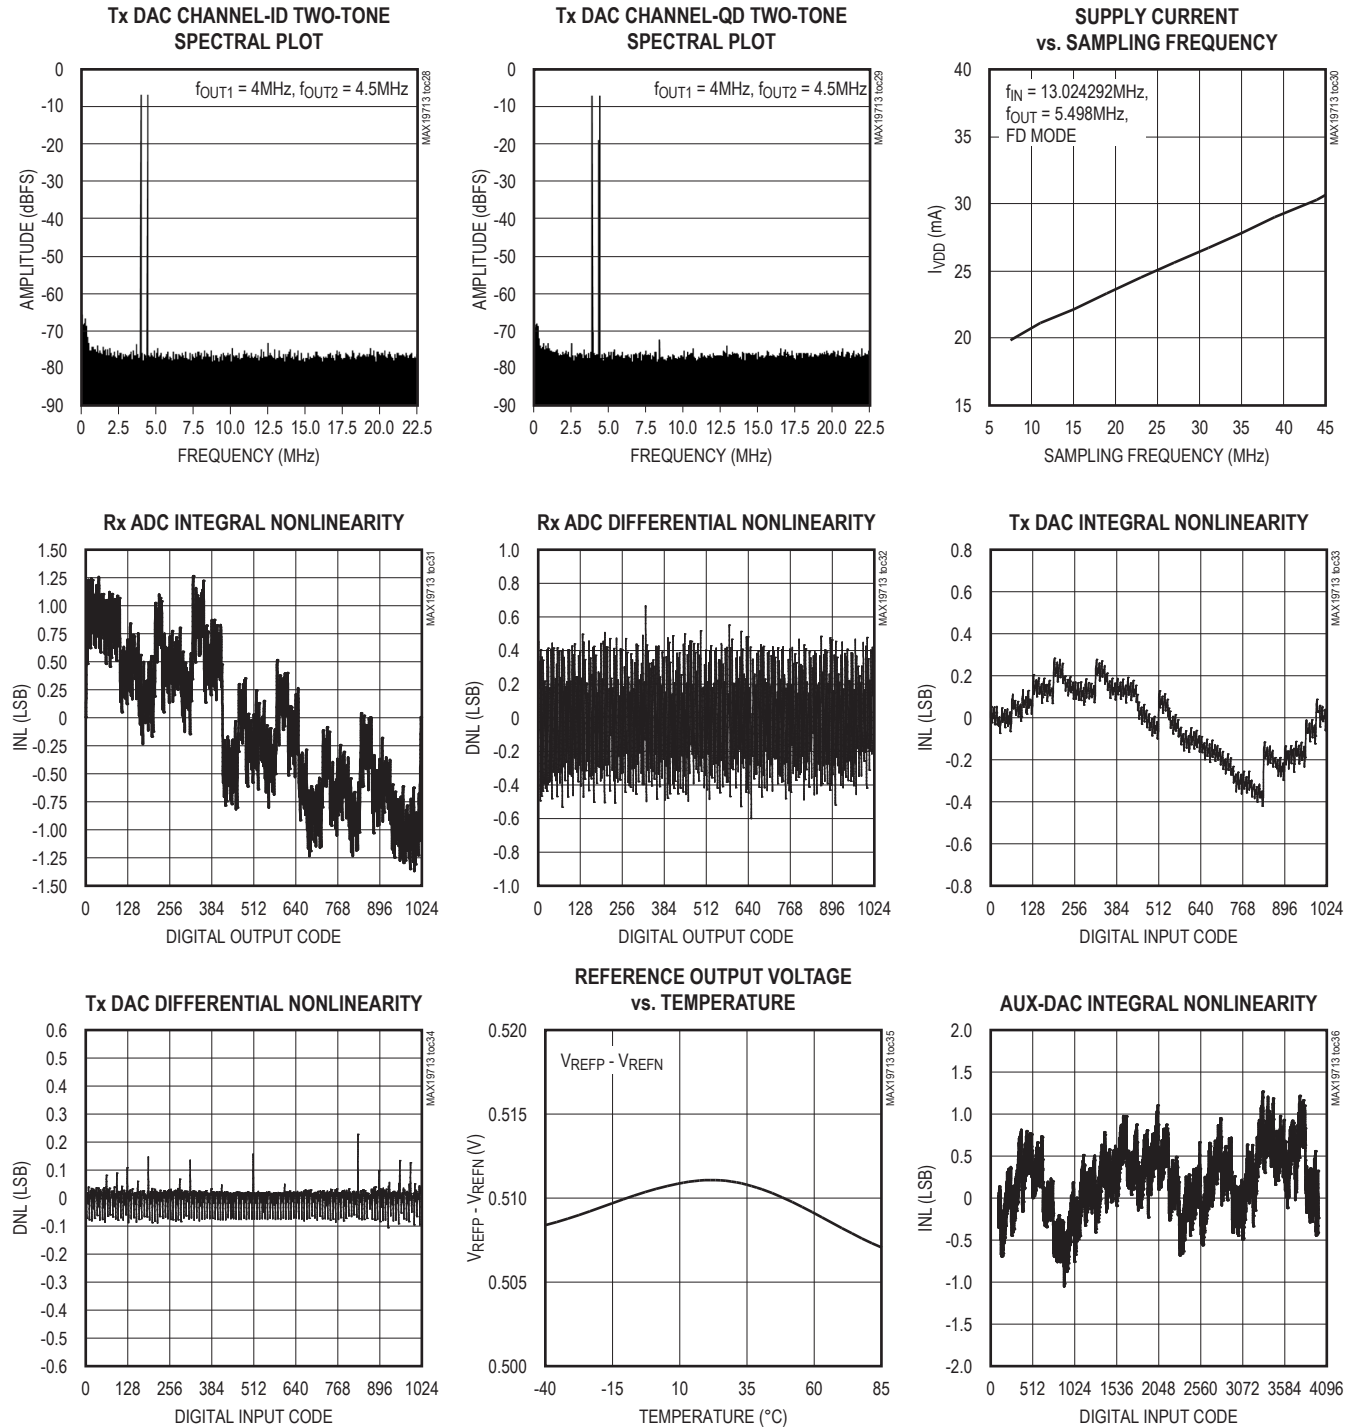 Tx DAC CHANNEL-ID TWO-TONE
SPECTRAL PLOT
MAX19713 toc28
fOUT1 = 4MHz, fOUT2 = 4.5MHz
AMPLITUDE (dBFS)
0
-10
-20
-30
-40
-50
-60
-70
-80
-90
0 2.5 5.0 7.5 10.0 12.5 15.0 17.5 20.0 22.5
FREQUENCY (MHz)
Tx DAC CHANNEL-QD TWO-TONE
SPECTRAL PLOT
MAX19713 toc29
fOUT1 = 4MHz, fOUT2 = 4.5MHz
AMPLITUDE (dBFS)
0
-10
-20
-30
-40
-50
-60
-70
-80
-90
0 2.5 5.0 7.5 10.0 12.5 15.0 17.5 20.0 22.5
FREQUENCY (MHz)
SUPPLY CURRENT
vs. SAMPLING FREQUENCY
MAX19713 toc30
fIN = 13.024292MHz,
fOUT = 5.498MHz,
FD MODE
IVDD (mA)
40
35
30
25
20
15
5 10 15 20 25 30 35 40 45
SAMPLING FREQUENCY (MHz)
Rx ADC INTEGRAL NONLINEARITY
MAX19713 toc31
INL (LSB)
1.50
1.25
1.00
0.75
0.50
0.25
0
-0.25
-0.50
-0.75
-1.00
-1.25
-1.50
0 128 256 384 512 640 768 896 1024
DIGITAL OUTPUT CODE
Rx ADC DIFFERENTIAL NONLINEARITY
MAX19713 toc32
DNL (LSB)
1.0
0.8
0.6
0.4
0.2
0
-0.2
-0.4
-0.6
-0.8
-1.0
0 128 256 384 512 640 768 896 1024
DIGITAL OUTPUT CODE
Tx DAC INTEGRAL NONLINEARITY
MAX19713 toc33
INL (LSB)
0.8
0.6
0.4
0.2
0
-0.2
-0.4
-0.6
-0.8
0 128 256 384 512 640 768 896 1024
DIGITAL INPUT CODE
Tx DAC DIFFERENTIAL NONLINEARITY
MAX19713 toc34
DNL (LSB)
0.6
0.5
0.4
0.3
0.2
0.1
0
-0.1
-0.2
-0.3
-0.4
-0.5
-0.6
0 128 256 384 512 640 768 896 1024
DIGITAL INPUT CODE
REFERENCE OUTPUT VOLTAGE
vs. TEMPERATURE
MAX19713 toc35
VREFP - VREFN
VREFP - VREFN (V)
0.520
0.515
0.510
0.505
0.500
-40 -15 10 35 60 85
TEMPERATURE (°C)
AUX-DAC INTEGRAL NONLINEARITY
MAX19713 toc36
INL (LSB)
2.0
1.5
1.0
0.5
0
-0.5
-1.0
-1.5
-2.0
0 512 1024 1536 2048 2560 3072 3584 4096
DIGITAL INPUT CODE